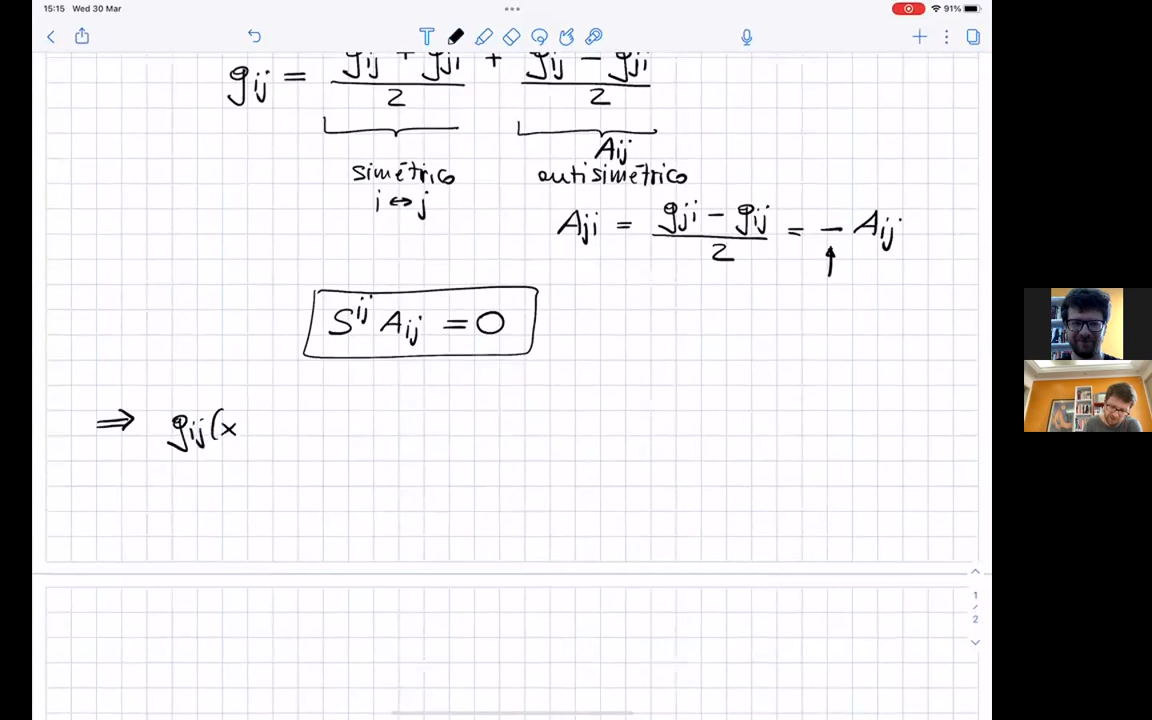 15:15 Wed 30 Mar
91%
T
gij = gij + gji / 2 + gij − gji / 2
Aij
simétrico
antisimétrico
i ↔ j
Aji = gji − gij / 2 = − Aij
S^ij Aij = 0
⇒ gij(x
1
/
2